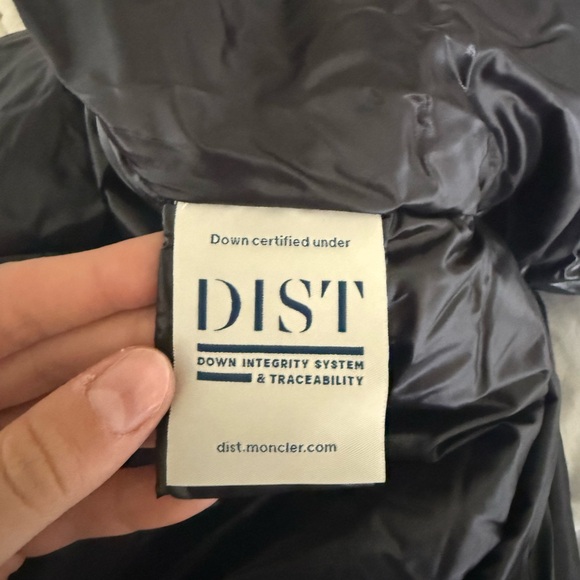 Down certified under
DIST
DOWN INTEGRITY SYSTEM
& TRACEABILITY
dist.moncler.com